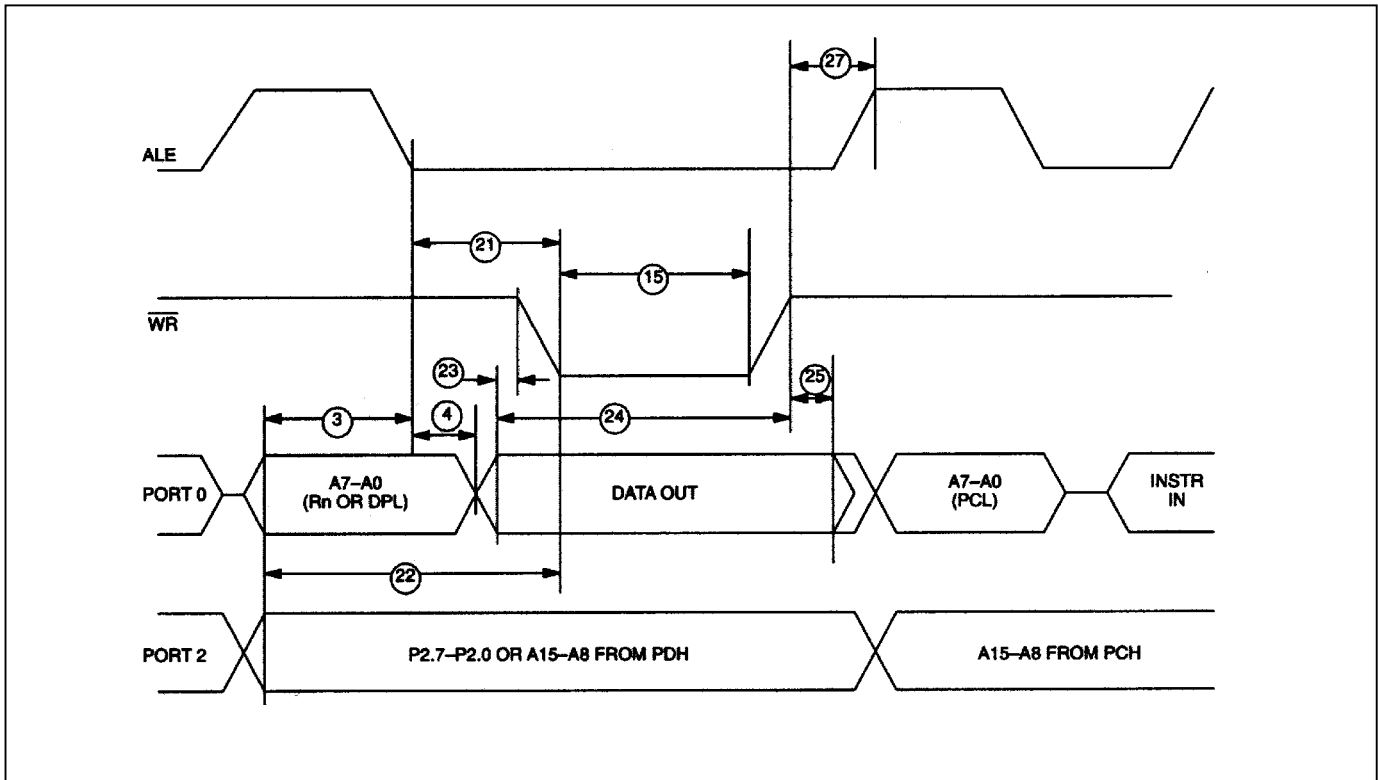 27
ALE
21
15
WR
23
25
3
4
24
PORT 0
A7–A0
(Rn OR DPL)
DATA OUT
A7–A0
(PCL)
INSTR
IN
22
PORT 2
P2.7–P2.0 OR A15–A8 FROM PDH
A15–A8 FROM PCH